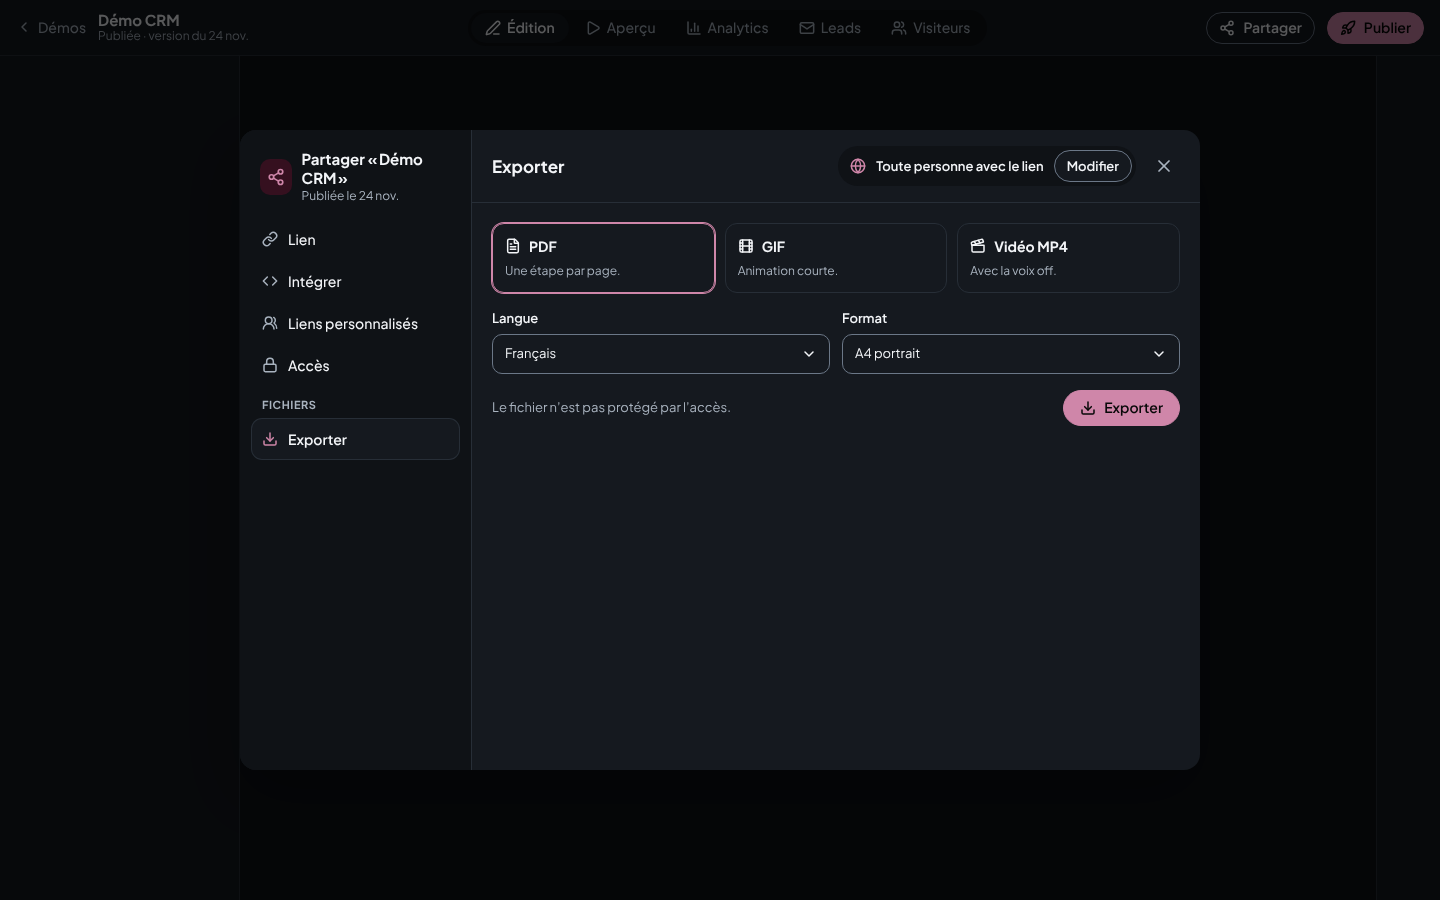 Démos
Démo CRM
Publiée · version du 24 nov.
Édition
Aperçu
Analytics
Leads
Visiteurs
Partager
Publier
Partager « Démo
CRM »
Publiée le 24 nov.
Lien
Intégrer
Liens personnalisés
Accès
FICHIERS
Exporter
Exporter
Toute personne avec le lien
Modifier
PDF
Une étape par page.
GIF
Animation courte.
Vidéo MP4
Avec la voix off.
Langue
Français
Format
A4 portrait
Le fichier n’est pas protégé par l’accès.
Exporter